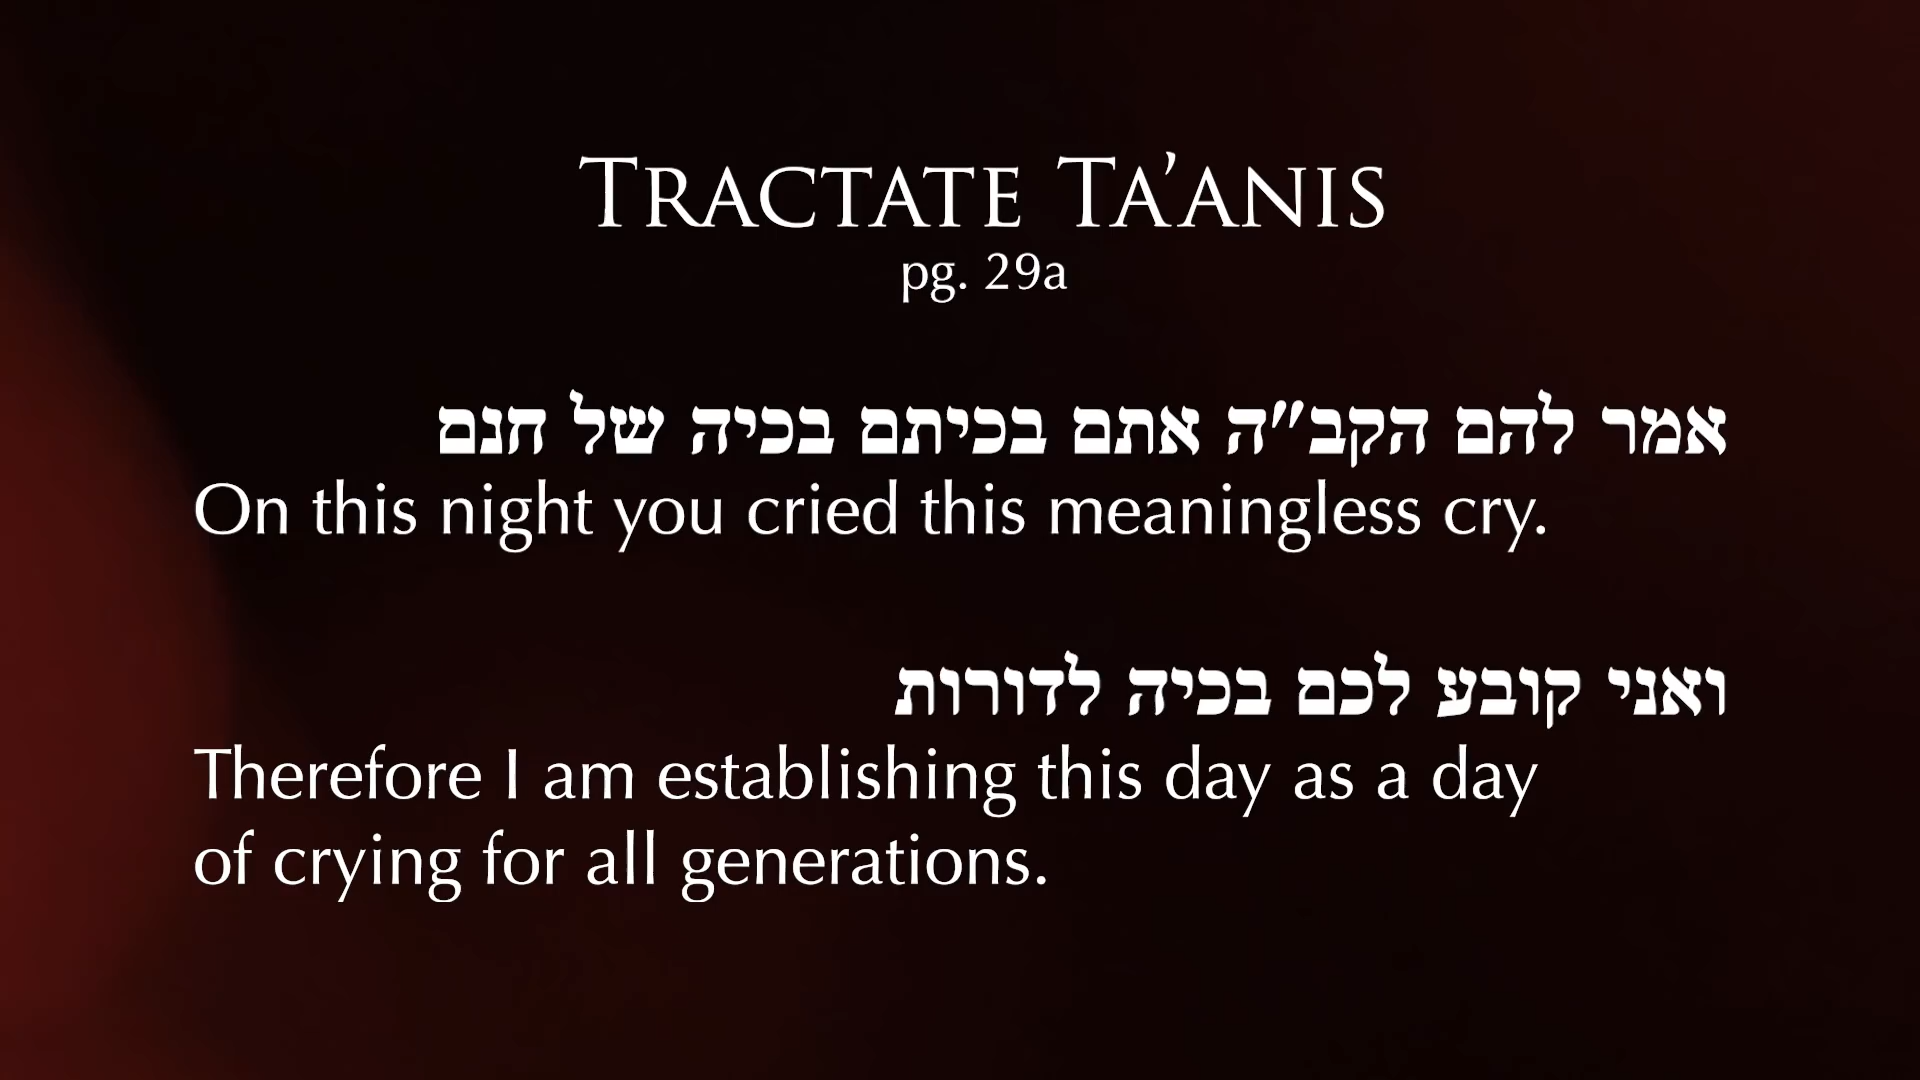 TRACTATE TA’ANIS
pg. 29a
אמר להם הקב"ה אתם בכיתם בכיה של חנם
On this night you cried this meaningless cry.
ואני קובע לכם בכיה לדורות
Therefore I am establishing this day as a day
of crying for all generations.